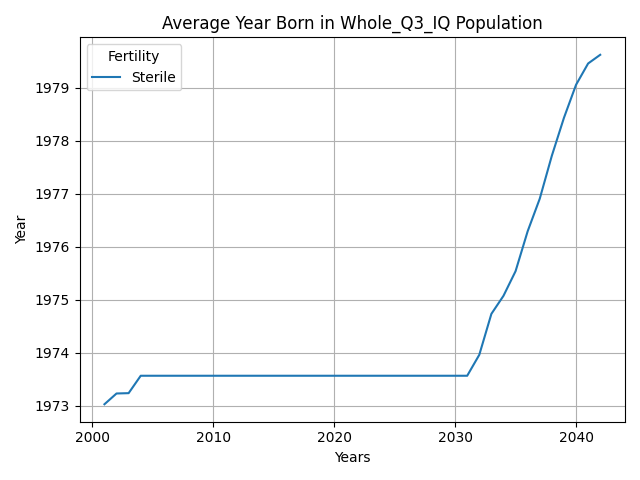 Average Year Born in Whole_Q3_IQ Population
Fertility
Sterile
1979
1978
1977
1976
1975
1974
1973
Year
2000 2010 2020 2030 2040
Years